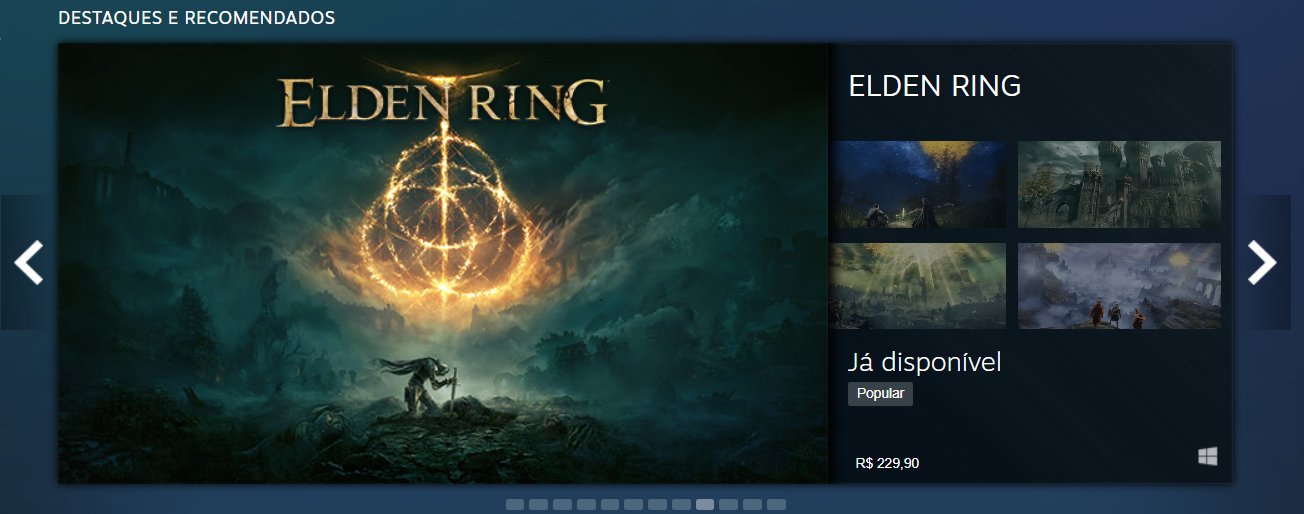 DESTAQUES E RECOMENDADOS
ELDEN RING
ELDEN RING
Já disponível
Popular
R$ 229,90